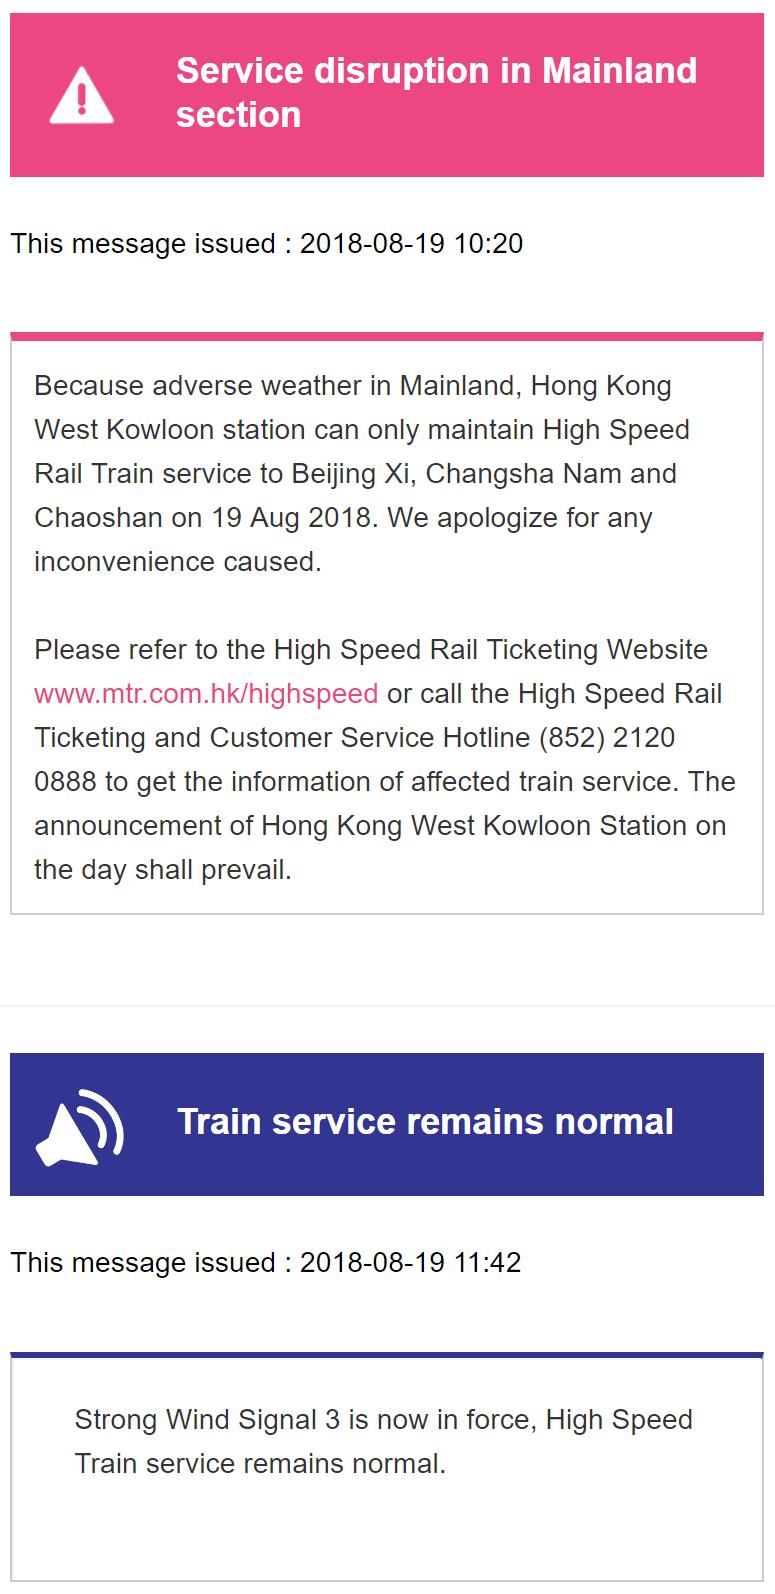 Service disruption in Mainland
section
This message issued : 2018-08-19 10:20
Because adverse weather in Mainland, Hong Kong
West Kowloon station can only maintain High Speed
Rail Train service to Beijing Xi, Changsha Nam and
Chaoshan on 19 Aug 2018. We apologize for any
inconvenience caused.
Please refer to the High Speed Rail Ticketing Website
www.mtr.com.hk/highspeed or call the High Speed Rail
Ticketing and Customer Service Hotline (852) 2120
0888 to get the information of affected train service. The
announcement of Hong Kong West Kowloon Station on
the day shall prevail.
Train service remains normal
This message issued : 2018-08-19 11:42
Strong Wind Signal 3 is now in force, High Speed
Train service remains normal.